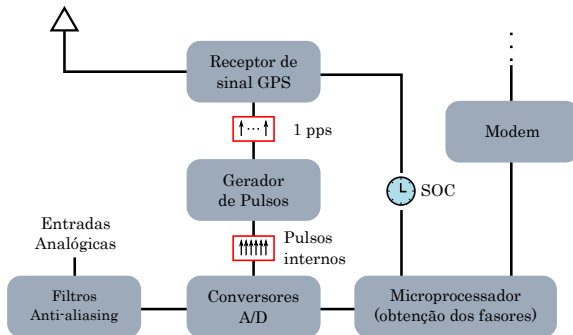 Receptor de
sinal GPS
1 pps
Modem
Gerador
de Pulsos
SOC
Entradas
Analógicas
Pulsos
internos
Filtros
Anti-aliasing
Conversores
A/D
Microprocessador
(obtenção dos fasores)